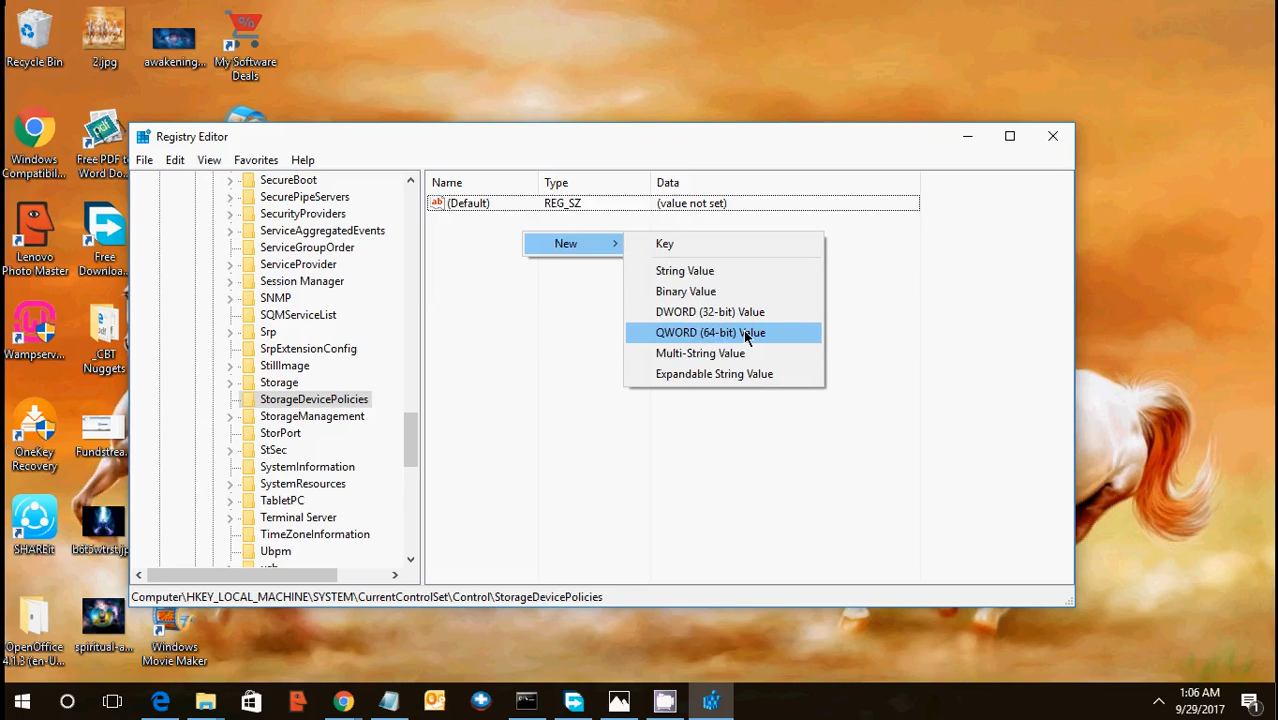 Recycle Bin
2.jpg
awakening...
My Software
Deals
Windows
Compatibil...
Free PDF to
Word Do...
Lenovo
Photo Master
Free
Downloa...
Wampserv...
_CBT
Nuggets
OneKey
Recovery
Fundstrea...
SHAREit
OpenOffice
4.1.3 (en-U...
spiritual-a...
Windows
Movie Maker
Registry Editor
File
Edit
View
Favorites
Help
SecureBoot
SecurePipeServers
SecurityProviders
ServiceAggregatedEvents
ServiceGroupOrder
ServiceProvider
Session Manager
SNMP
SQMServiceList
Srp
SrpExtensionConfig
StillImage
Storage
StorageDevicePolicies
StorageManagement
StorPort
StSec
SystemInformation
SystemResources
TabletPC
Terminal Server
TimeZoneInformation
Ubpm
Name
Type
Data
(Default)
REG_SZ
(value not set)
New
Key
String Value
Binary Value
DWORD (32-bit) Value
QWORD (64-bit) Value
Multi-String Value
Expandable String Value
Computer\HKEY_LOCAL_MACHINE\SYSTEM\CurrentControlSet\Control\StorageDevicePolicies
1:06 AM
9/29/2017